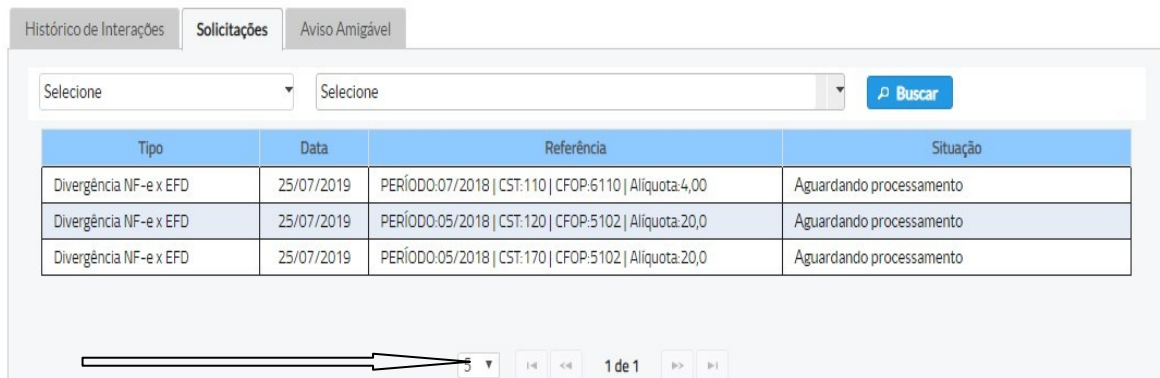 Histórico de Interações Solicitações Aviso Amigável
Selecione Selecione Buscar
Tipo Data Referência Situação
Divergência NF-e x EFD 25/07/2019 PERÍODO:07/2018 | CST:110 | CFOP:6110 | Alíquota:4,00 Aguardando processamento
Divergência NF-e x EFD 25/07/2019 PERÍODO:05/2018 | CST:120 | CFOP:5102 | Alíquota:20,0 Aguardando processamento
Divergência NF-e x EFD 25/07/2019 PERÍODO:05/2018 | CST:170 | CFOP:5102 | Alíquota:20,0 Aguardando processamento
5 1 de 1